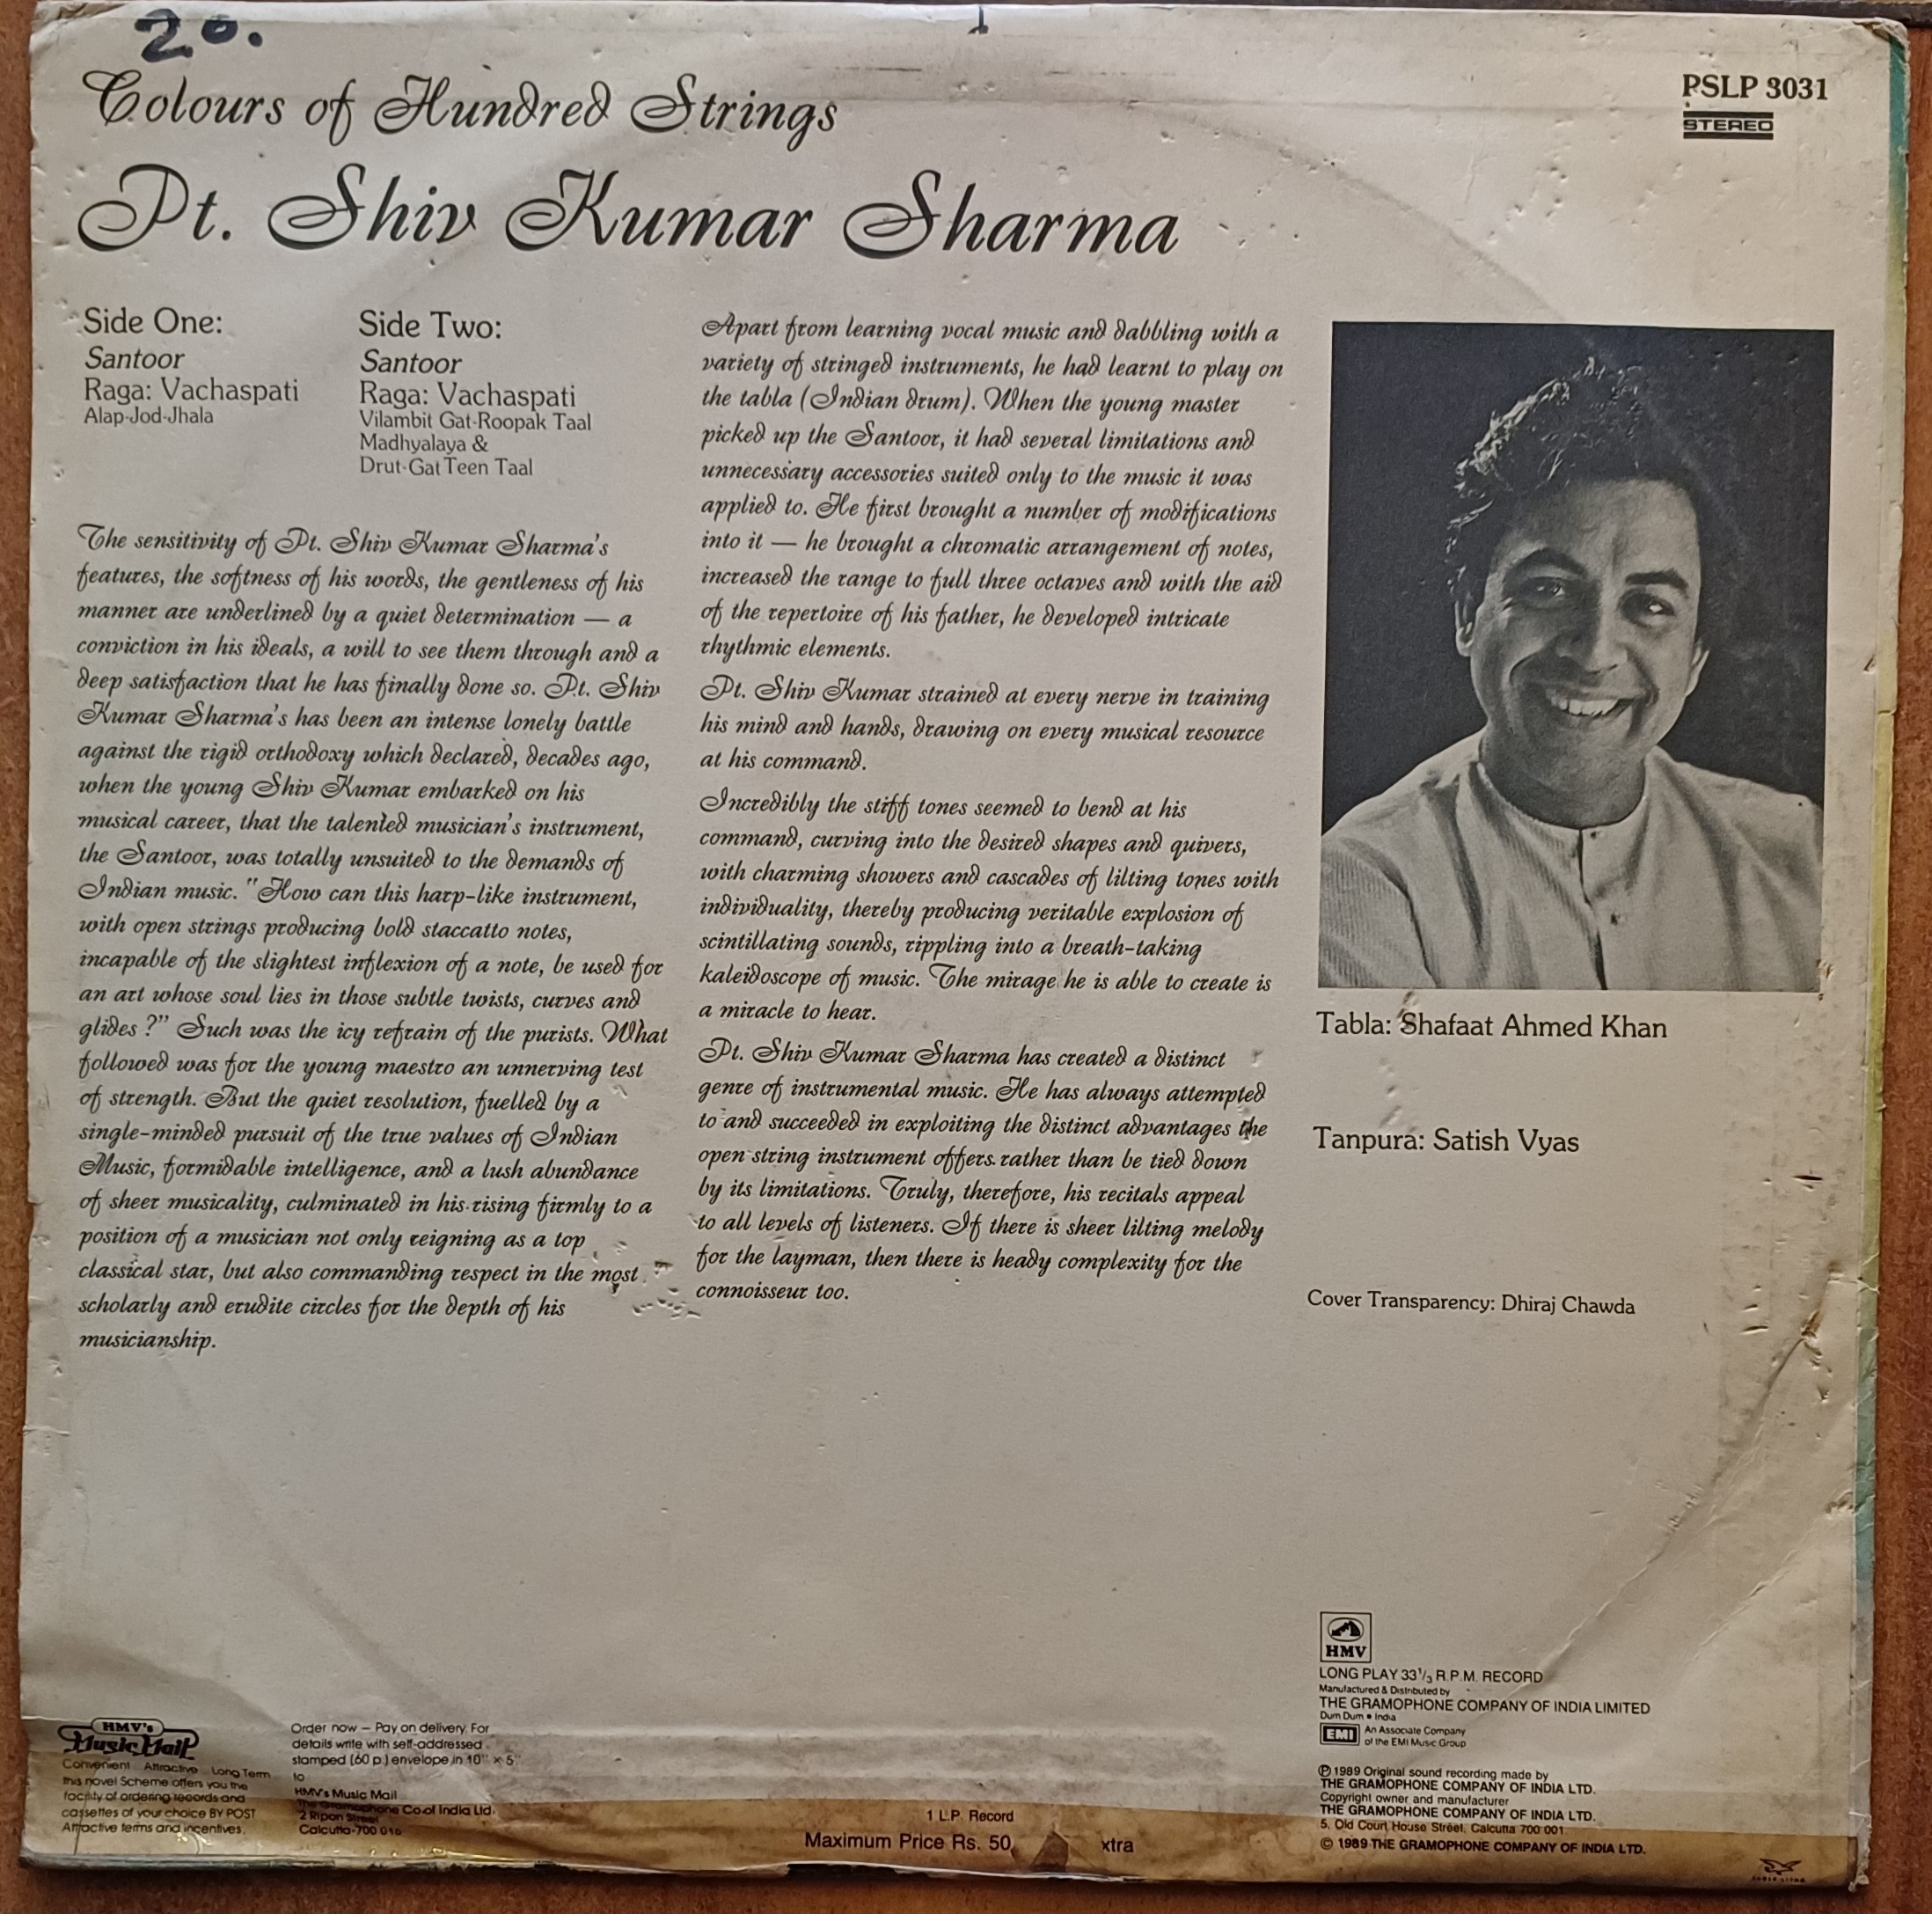 20.
Colours of Hundred Strings
Pt. Shiv Kumar Sharma
PSLP 3031
STEREO
Side One:
Santoor
Raga: Vachaspati
Alap-Jod-Jhala
Side Two:
Santoor
Raga: Vachaspati
Vilambit Gat-Roopak Taal
Madhyalaya &
Drut-Gat Teen Taal
The sensitivity of Pt. Shiv Kumar Sharma's
features, the softness of his words, the gentleness of his
manner are underlined by a quiet determination — a
conviction in his ideals, a will to see them through and a
deep satisfaction that he has finally done so. Pt. Shiv
Kumar Sharma's has been an intense lonely battle
against the rigid orthodoxy which declared, decades ago,
when the young Shiv Kumar embarked on his
musical career, that the talented musician's instrument,
the Santoor, was totally unsuited to the demands of
Indian music. "How can this harp-like instrument,
with open strings producing bold staccatto notes,
incapable of the slightest inflexion of a note, be used for
an art whose soul lies in those subtle twists, curves and
glides ?" Such was the icy refrain of the purists. What
followed was for the young maestro an unnerving test
of strength. But the quiet resolution, fuelled by a
single-minded pursuit of the true values of Indian
Music, formidable intelligence, and a lush abundance
of sheer musicality, culminated in his rising firmly to a
position of a musician not only reigning as a top
classical star, but also commanding respect in the most
scholarly and erudite circles for the depth of his
musicianship.
Apart from learning vocal music and dabbling with a
variety of stringed instruments, he had learnt to play on
the tabla (Indian drum). When the young master
picked up the Santoor, it had several limitations and
unnecessary accessories suited only to the music it was
applied to. He first brought a number of modifications
into it — he brought a chromatic arrangement of notes,
increased the range to full three octaves and with the aid
of the repertoire of his father, he developed intricate
rhythmic elements.
Pt. Shiv Kumar strained at every nerve in training
his mind and hands, drawing on every musical resource
at his command.
Incredibly the stiff tones seemed to bend at his
command, curving into the desired shapes and quivers,
with charming showers and cascades of lilting tones with
individuality, thereby producing veritable explosion of
scintillating sounds, rippling into a breath-taking
kaleidoscope of music. The mirage he is able to create is
a miracle to hear.
Pt. Shiv Kumar Sharma has created a distinct
genre of instrumental music. He has always attempted
to and succeeded in exploiting the distinct advantages the
open string instrument offers rather than be tied down
by its limitations. Truly, therefore, his recitals appeal
to all levels of listeners. If there is sheer lilting melody
for the layman, then there is heady complexity for the
connoisseur too.
Tabla: Shafaat Ahmed Khan
Tanpura: Satish Vyas
Cover Transparency: Dhiraj Chawda
HMV
LONG PLAY 33⅓ R.P.M. RECORD
Manufactured & Distributed by
THE GRAMOPHONE COMPANY OF INDIA LIMITED
Dum Dum • India
EMI An Associate Company
of the EMI Music Group
Ⓟ 1989 Original sound recording made by
THE GRAMOPHONE COMPANY OF INDIA LTD.
Copyright owner and manufacturer
THE GRAMOPHONE COMPANY OF INDIA LTD.
5, Old Court House Street, Calcutta 700 001
© 1989 THE GRAMOPHONE COMPANY OF INDIA LTD.
HMV's
Music Mail
Convenient Attractive Long Term
this novel Scheme offers you the
facility of ordering records and
cassettes of your choice BY POST
Attractive terms and incentives.
Order now – Pay on delivery. For
details write with self-addressed
stamped (60 p.) envelope in 10" × 5"
to
HMV's Music Mail
The Gramophone Co of India Ltd.
2 Ripon Street
Calcutta-700 016
1 L.P. Record
Maximum Price Rs. 50 xtra